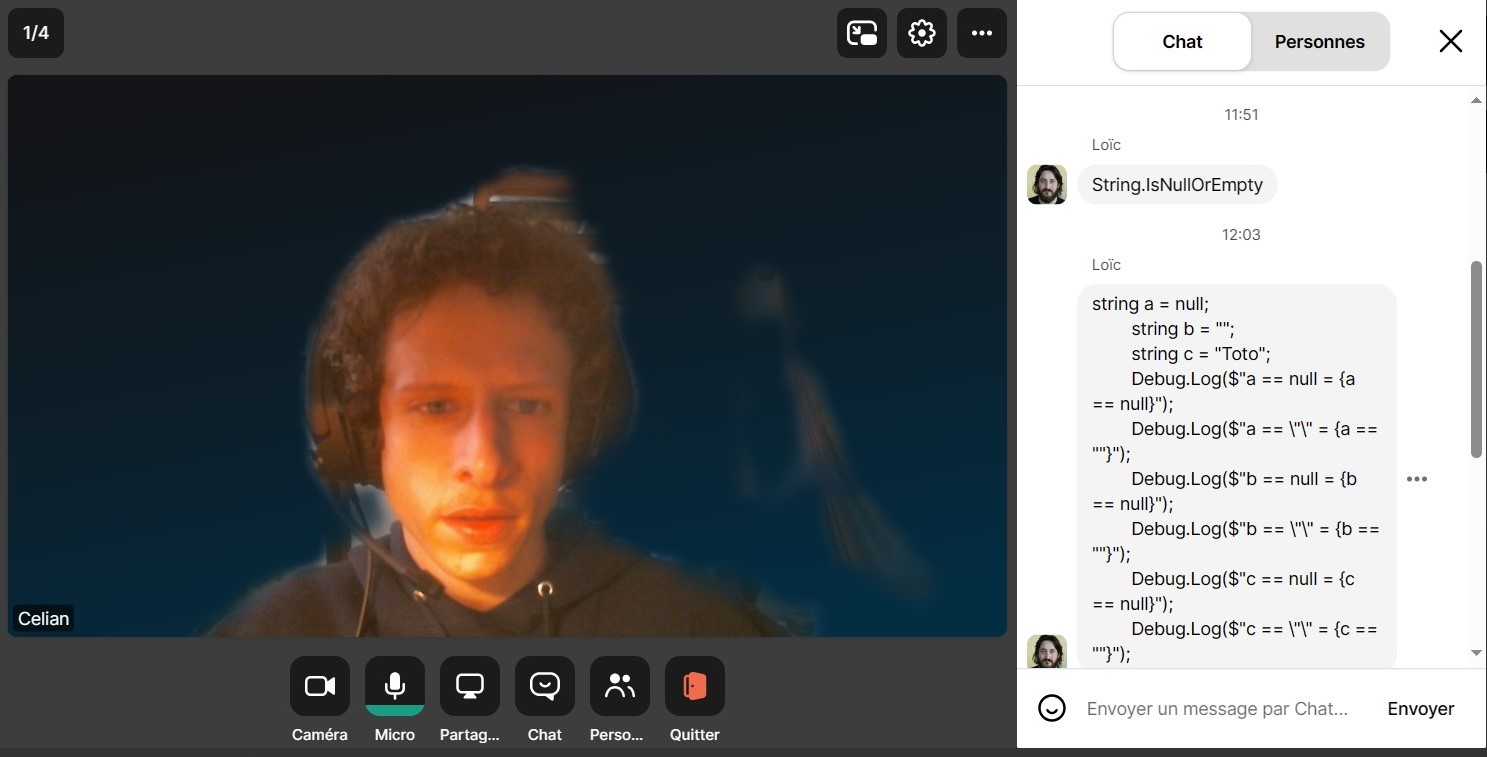 1/4
Celian
Caméra
Micro
Partag...
Chat
Perso...
Quitter
Chat
Personnes
11:51
Loïc
String.IsNullOrEmpty
12:03
Loïc
string a = null;
string b = "";
string c = "Toto";
Debug.Log($"a == null = {a
== null}");
Debug.Log($"a == \"\" = {a ==
""}");
Debug.Log($"b == null = {b
== null}");
Debug.Log($"b == \"\" = {b ==
""}");
Debug.Log($"c == null = {c
== null}");
Debug.Log($"c == \"\" = {c ==
""}");
Envoyer un message par Chat...
Envoyer